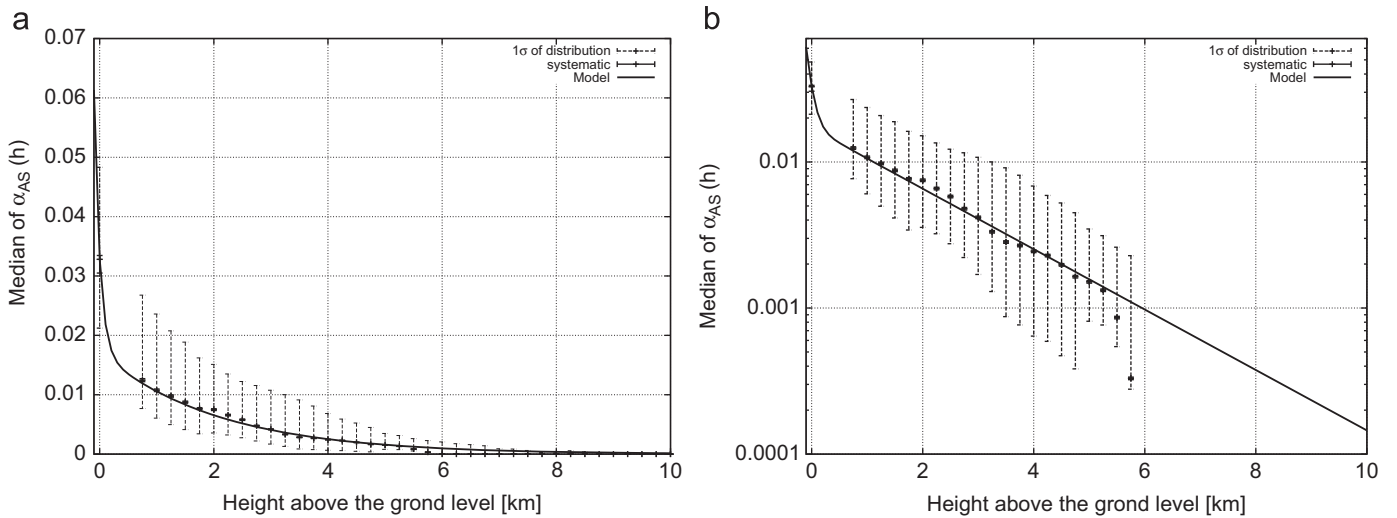 a
0.07
0.06
0.05
0.04
0.03
0.02
0.01
0
Median of α_AS (h)
1σ of distribution
systematic
Model
0 2 4 6 8 10
Height above the grond level [km]
b
0.01
0.001
0.0001
Median of α_AS (h)
1σ of distribution
systematic
Model
0 2 4 6 8 10
Height above the grond level [km]